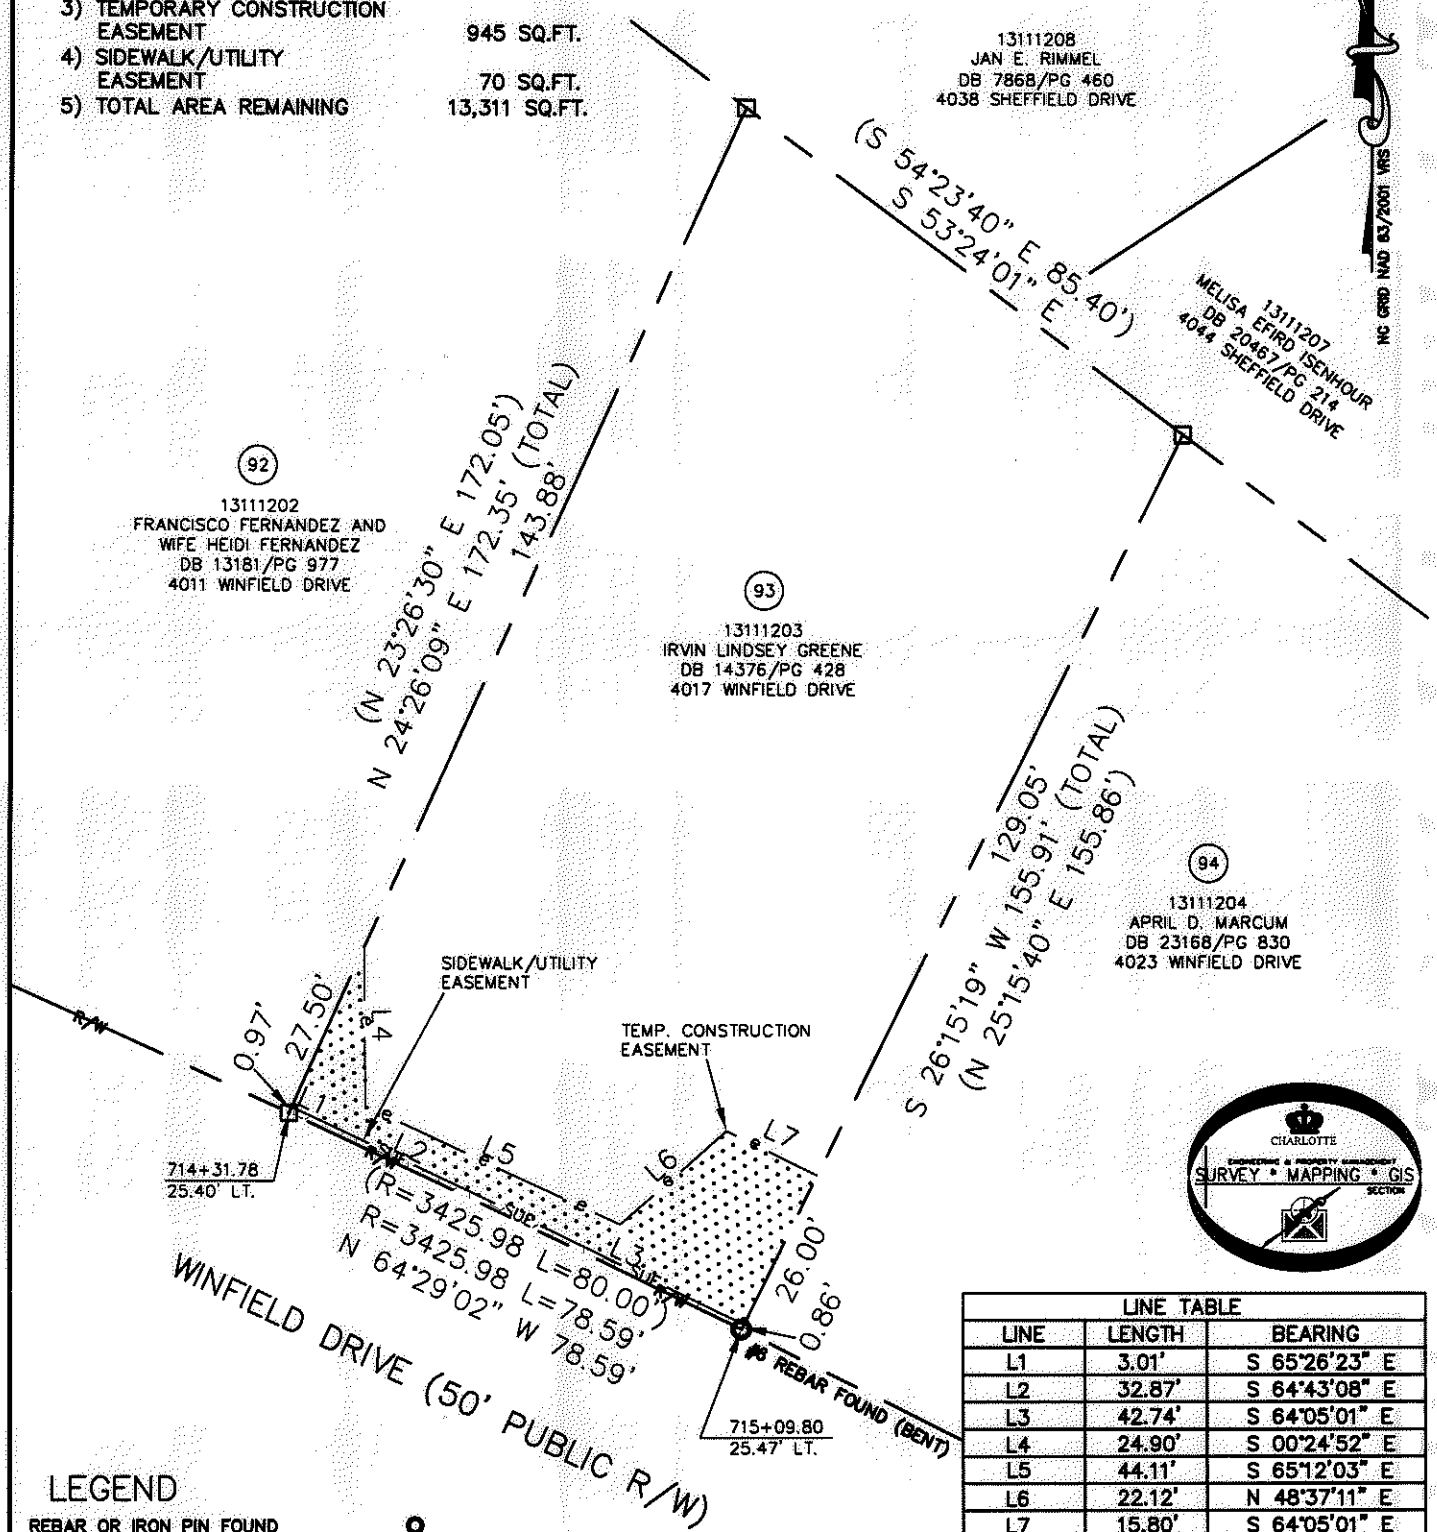 3) TEMPORARY CONSTRUCTION
EASEMENT 945 SQ.FT.
4) SIDEWALK/UTILITY
EASEMENT 70 SQ.FT.
5) TOTAL AREA REMAINING 13,311 SQ.FT.
13111208
JAN E. RIMMEL
DB 7868/PG 460
4038 SHEFFIELD DRIVE
NC GRID NAD 83/2001 VRS
(S 54°23'40" E 85.40')
S 53°24'01" E
13111207
MELISA EFIRD ISENHOUR
DB 20467/PG 214
4044 SHEFFIELD DRIVE
(N 23°26'30" E 172.05')
N 24°26'09" E 172.35' (TOTAL)
143.88'
92
13111202
FRANCISCO FERNANDEZ AND
WIFE HEIDI FERNANDEZ
DB 13181/PG 977
4011 WINFIELD DRIVE
93
13111203
IRVIN LINDSEY GREENE
DB 14376/PG 428
4017 WINFIELD DRIVE
129.05'
S 26°15'19" W 155.91' (TOTAL)
(N 25°15'40" E 155.86')
94
13111204
APRIL D. MARCUM
DB 23168/PG 830
4023 WINFIELD DRIVE
SIDEWALK/UTILITY
EASEMENT
TEMP. CONSTRUCTION
EASEMENT
R/W
0.97'
27.50'
L4
e
L1
e
L2
SUE
R/W
L5
e
SUE
e
L6
e
L7
e
L3
SUE
R/W
26.00'
0.86'
714+31.78
25.40' LT.
(R=3425.98 L=80.00')
R=3425.98 L=78.59'
N 64°29'02" W 78.59'
#6 REBAR FOUND (BENT)
715+09.80
25.47' LT.
WINFIELD DRIVE (50' PUBLIC R/W)
CHARLOTTE
ENGINEERING & PROPERTY MANAGEMENT
SURVEY * MAPPING * GIS
SECTION
LINE TABLE
LINE LENGTH BEARING
L1 3.01' S 65°26'23" E
L2 32.87' S 64°43'08" E
L3 42.74' S 64°05'01" E
L4 24.90' S 00°24'52" E
L5 44.11' S 65°12'03" E
L6 22.12' N 48°37'11" E
L7 15.80' S 64°05'01" E
LEGEND
REBAR OR IRON PIN FOUND